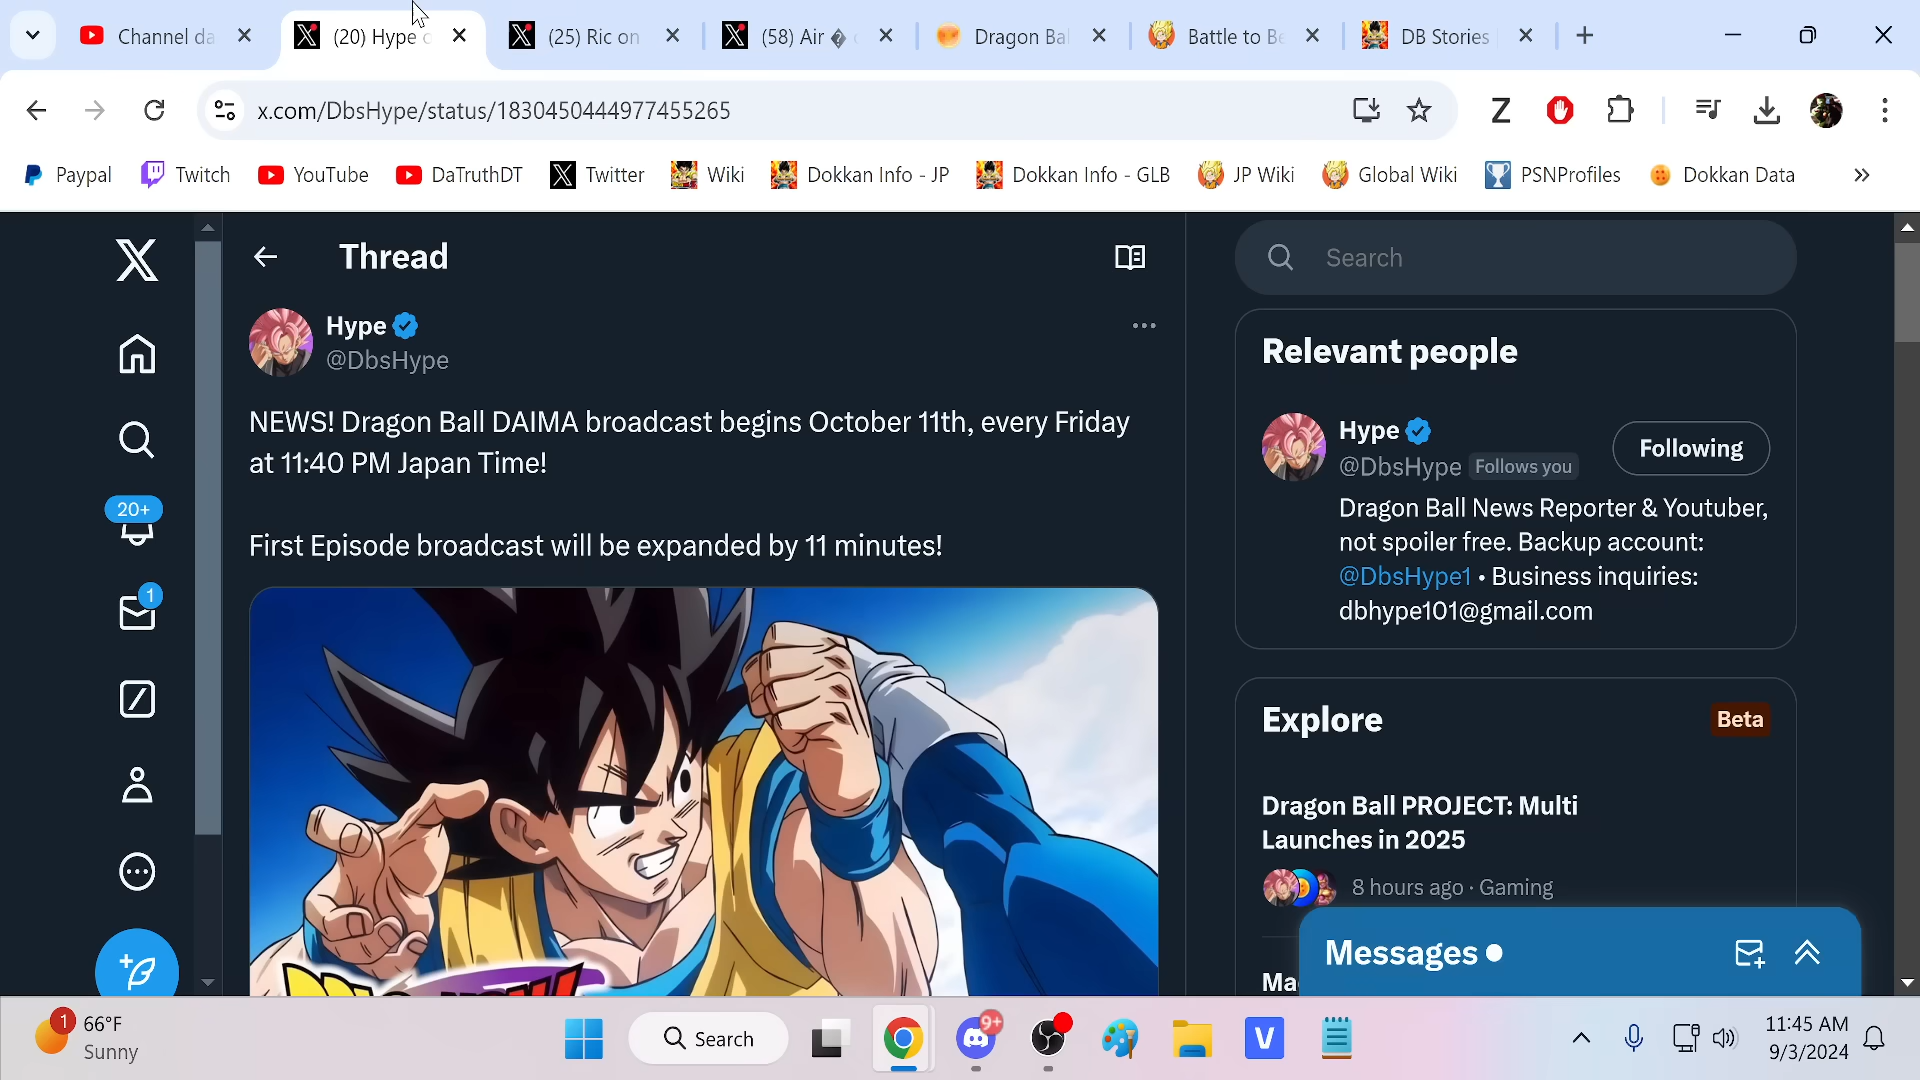 Channel da
(20) Hype o
(25) Ric on
(58) Air � o
Dragon Bal
Battle to Be
DB Stories
x.com/DbsHype/status/1830450444977455265
Paypal
Twitch
YouTube
DaTruthDT
Twitter
Wiki
Dokkan Info - JP
Dokkan Info - GLB
JP Wiki
Global Wiki
PSNProfiles
Dokkan Data
Thread
Hype
@DbsHype
NEWS! Dragon Ball DAIMA broadcast begins October 11th, every Friday
at 11:40 PM Japan Time!
First Episode broadcast will be expanded by 11 minutes!
20+
1
Search
Relevant people
Hype
@DbsHype Follows you
Following
Dragon Ball News Reporter & Youtuber,
not spoiler free. Backup account:
@DbsHype1 • Business inquiries:
dbhype101@gmail.com
Explore
Beta
Dragon Ball PROJECT: Multi
Launches in 2025
8 hours ago · Gaming
Ma
Messages
1
66°F
Sunny
Search
9+
V
11:45 AM
9/3/2024